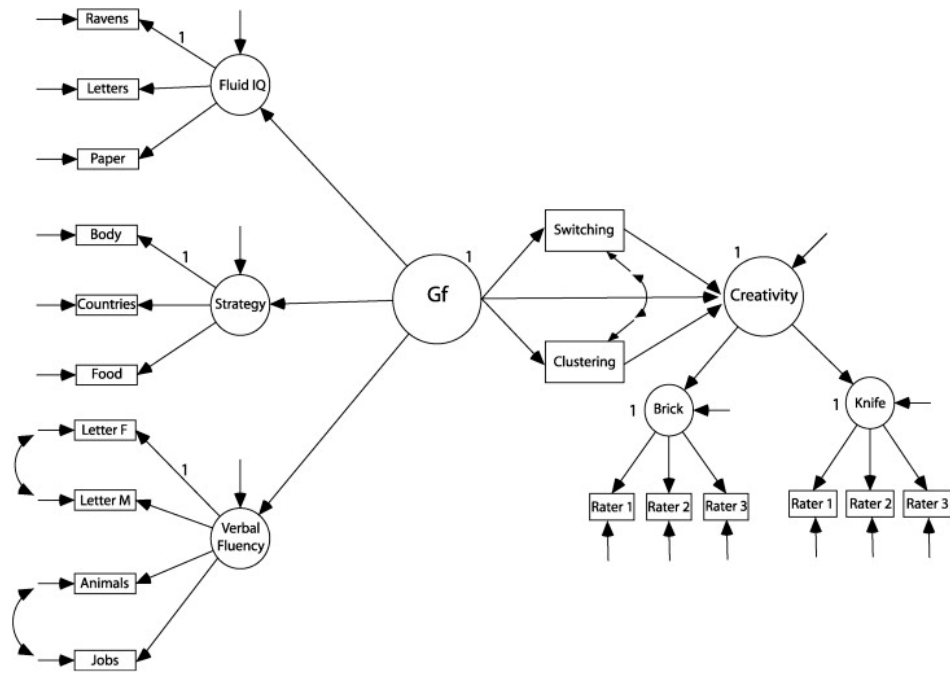 Ravens
1
Letters
Fluid IQ
Paper
Body
1
Countries
Strategy
Food
Letter F
1
Letter M
Verbal
Fluency
Animals
Jobs
1
Gf
Switching
Clustering
1
Creativity
1
Brick
1
Knife
Rater 1
Rater 2
Rater 3
Rater 1
Rater 2
Rater 3